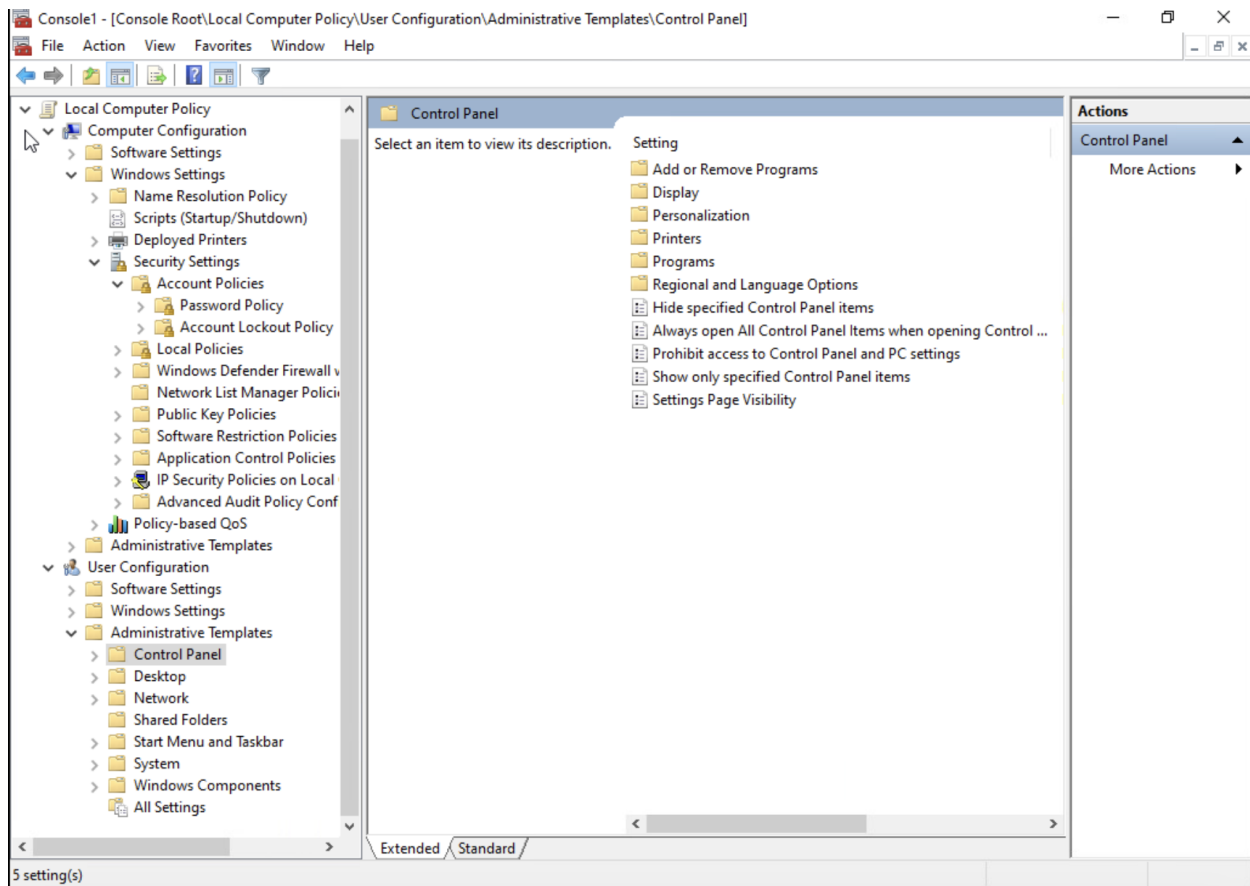 Console1 - [Console Root\Local Computer Policy\User Configuration\Administrative Templates\Control Panel]
File Action View Favorites Window Help
Local Computer Policy
Computer Configuration
Software Settings
Windows Settings
Name Resolution Policy
Scripts (Startup/Shutdown)
Deployed Printers
Security Settings
Account Policies
Password Policy
Account Lockout Policy
Local Policies
Windows Defender Firewall
Network List Manager Polici
Public Key Policies
Software Restriction Policies
Application Control Policies
IP Security Policies on Local
Advanced Audit Policy Conf
Policy-based QoS
Administrative Templates
User Configuration
Software Settings
Windows Settings
Administrative Templates
Control Panel
Desktop
Network
Shared Folders
Start Menu and Taskbar
System
Windows Components
All Settings
Control Panel
Select an item to view its description.
Setting
Add or Remove Programs
Display
Personalization
Printers
Programs
Regional and Language Options
Hide specified Control Panel items
Always open All Control Panel Items when opening Control ...
Prohibit access to Control Panel and PC settings
Show only specified Control Panel items
Settings Page Visibility
Extended Standard
Actions
Control Panel
More Actions
5 setting(s)